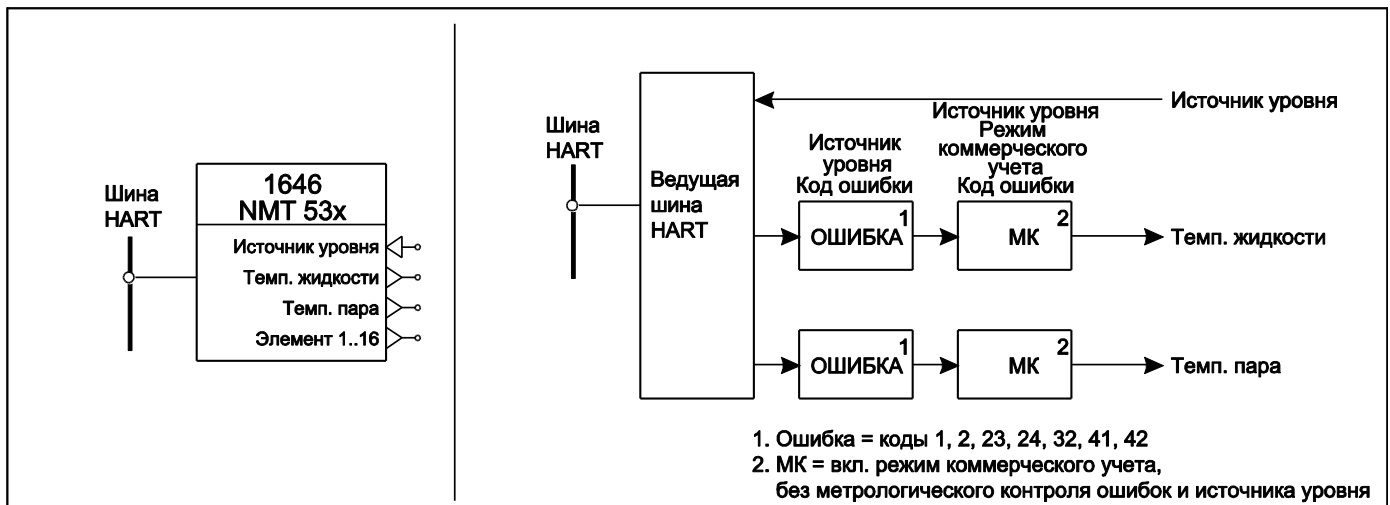 Шина
HART
1646
NMT 53x
Источник уровня
Темп. жидкости
Темп. пара
Элемент 1..16
Шина
HART
Ведущая
шина
HART
Источник уровня
Источник
уровня
Код ошибки
Источник уровня
Режим
коммерческого
учета
Код ошибки
ОШИБКА 1
МК 2
Темп. жидкости
ОШИБКА 1
МК 2
Темп. пара
1. Ошибка = коды 1, 2, 23, 24, 32, 41, 42
2. МК = вкл. режим коммерческого учета,
без метрологического контроля ошибок и источника уровня